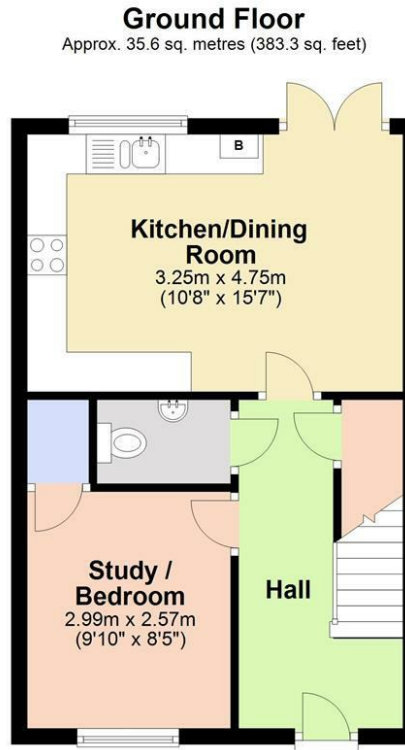 Ground Floor
Approx. 35.6 sq. metres (383.3 sq. feet)
B
Kitchen/Dining
Room
3.25m x 4.75m
(10'8" x 15'7")
Study /
Bedroom
2.99m x 2.57m
(9'10" x 8'5")
Hall